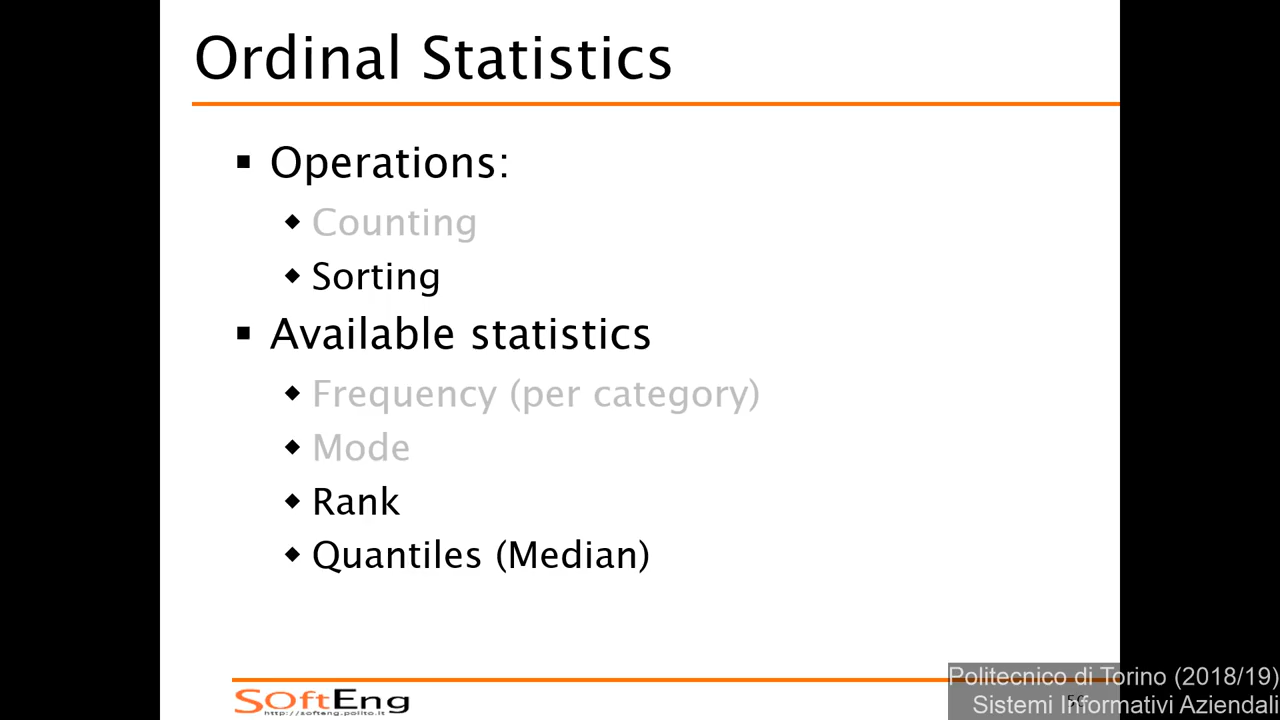 Ordinal Statistics
Operations:
Counting
Sorting
Available statistics
Frequency (per category)
Mode
Rank
Quantiles (Median)
SoftEng
http://softeng.polito.it
Politecnico di Torino (2018/19)
Sistemi Informativi Aziendali